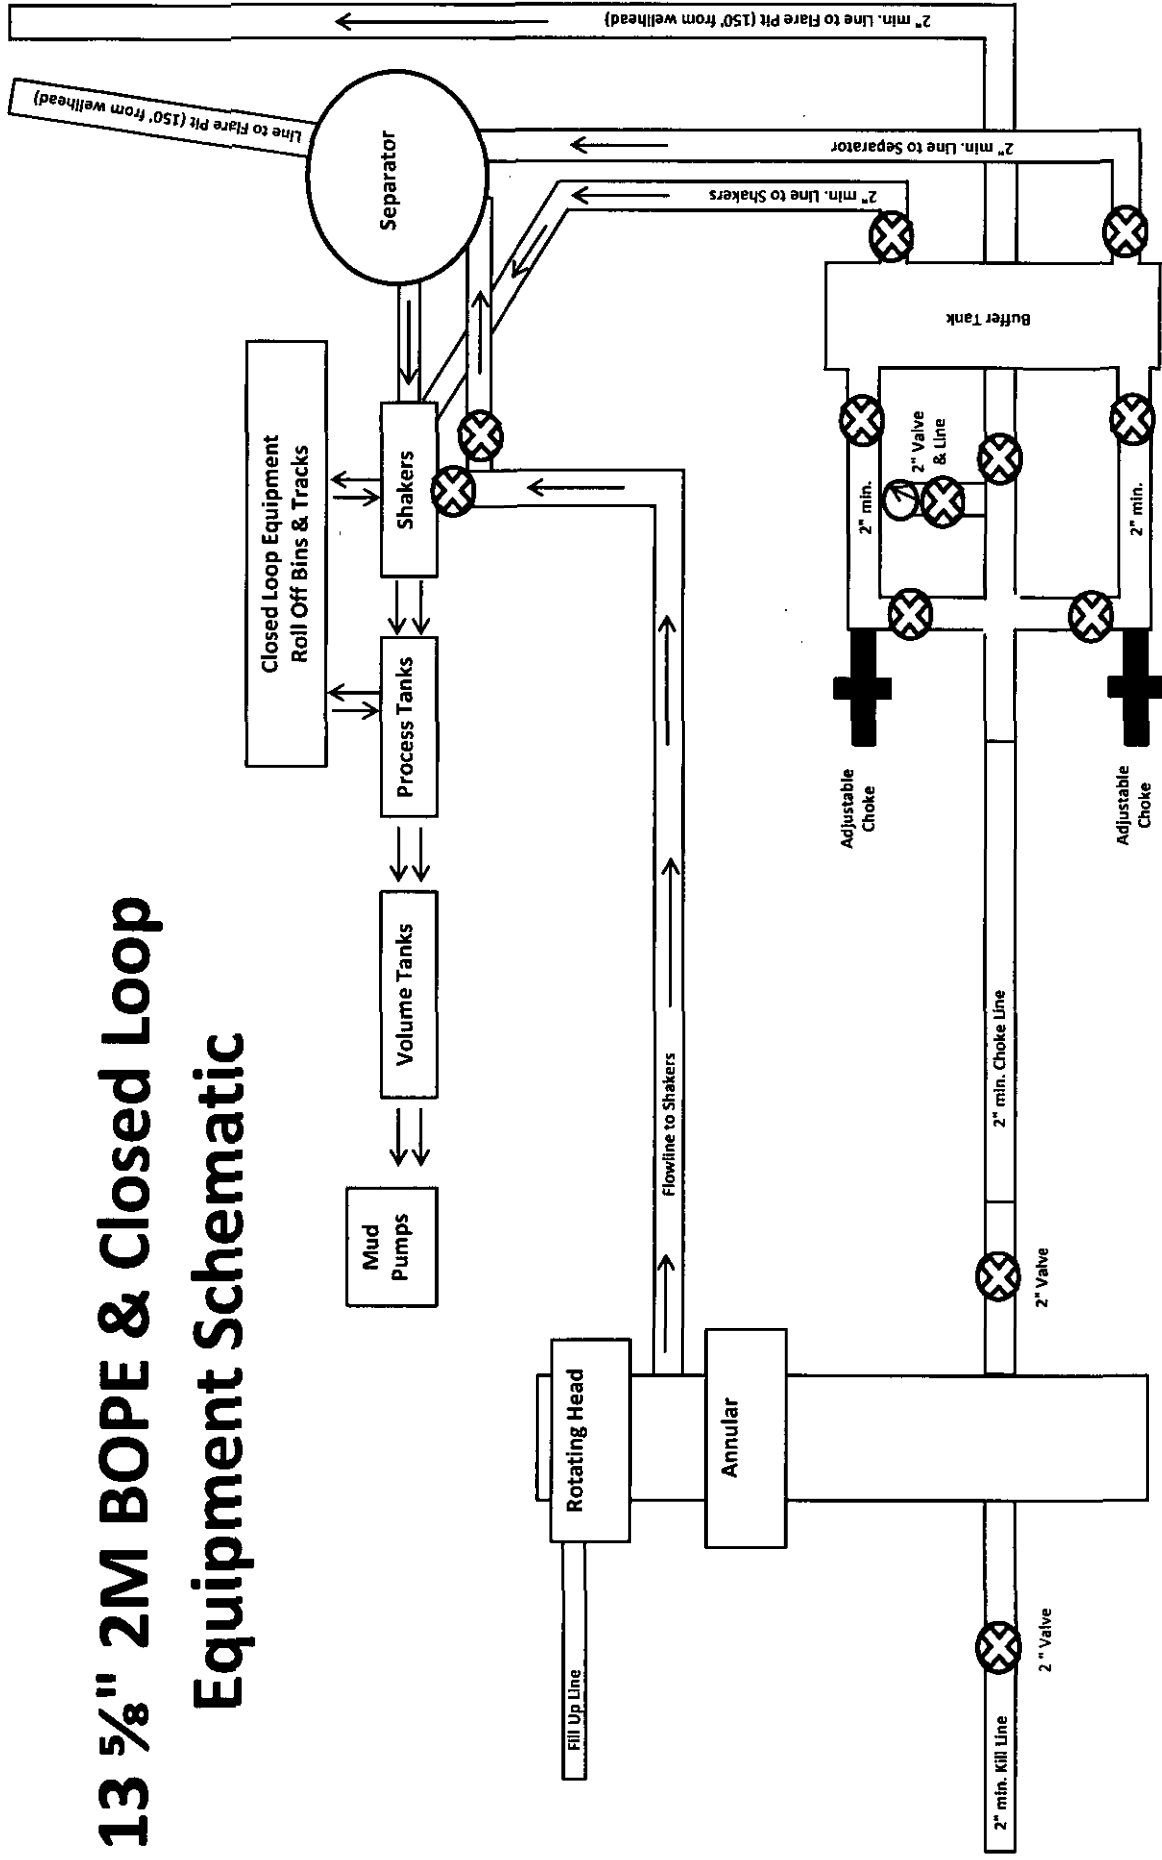 13 ⅝" 2M BOPE & Closed Loop
Equipment Schematic
Closed Loop Equipment
Roll Off Bins & Tracks
Mud
Pumps
Volume Tanks
Process Tanks
Shakers
Separator
Line to Flare Pit (150' from wellhead)
2" min. Line to Flare Pit (150' from wellhead)
Fill Up Line
Rotating Head
Flowline to Shakers
Annular
2" min. Line to Shakers
2" min. Line to Separator
Adjustable
Choke
2" min.
2" Valve
& Line
Buffer Tank
2" min. Kill Line
2" Valve
2" Valve
2" min. Choke Line
Adjustable
Choke
2" min.